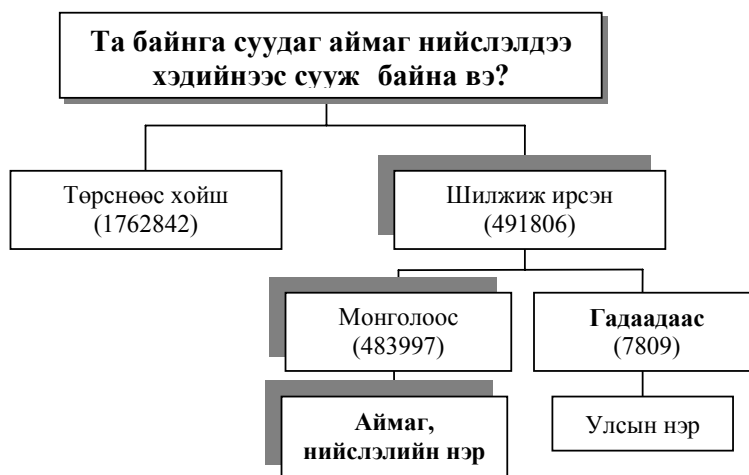 Та байнга суудаг аймаг нийслэлдээ
хэдийнээс сууж байна вэ?
Төрснөөс хойш
(1762842)
Шилжиж ирсэн
(491806)
Монголоос
(483997)
Гадаадаас
(7809)
Аймаг,
нийслэлийн нэр
Улсын нэр